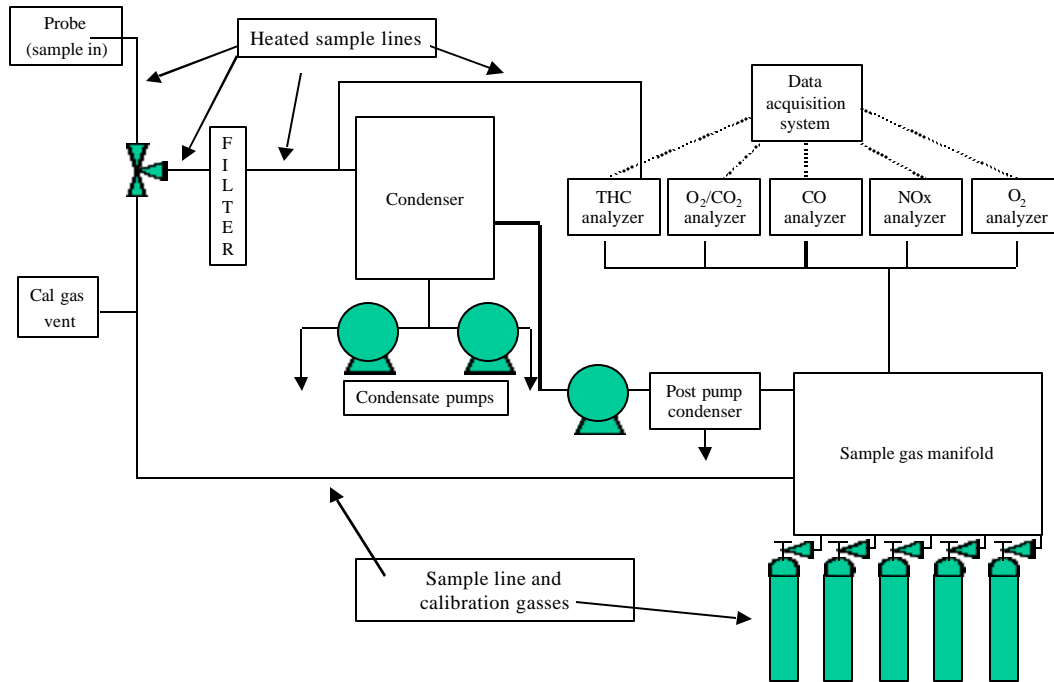 Probe
(sample in)
Heated sample lines
Data
acquisition
system
F
I
L
T
E
R
Condenser
THC
analyzer
O₂/CO₂
analyzer
CO
analyzer
NOx
analyzer
O₂
analyzer
Cal gas
vent
Condensate pumps
Post pump
condenser
Sample gas manifold
Sample line and
calibration gasses